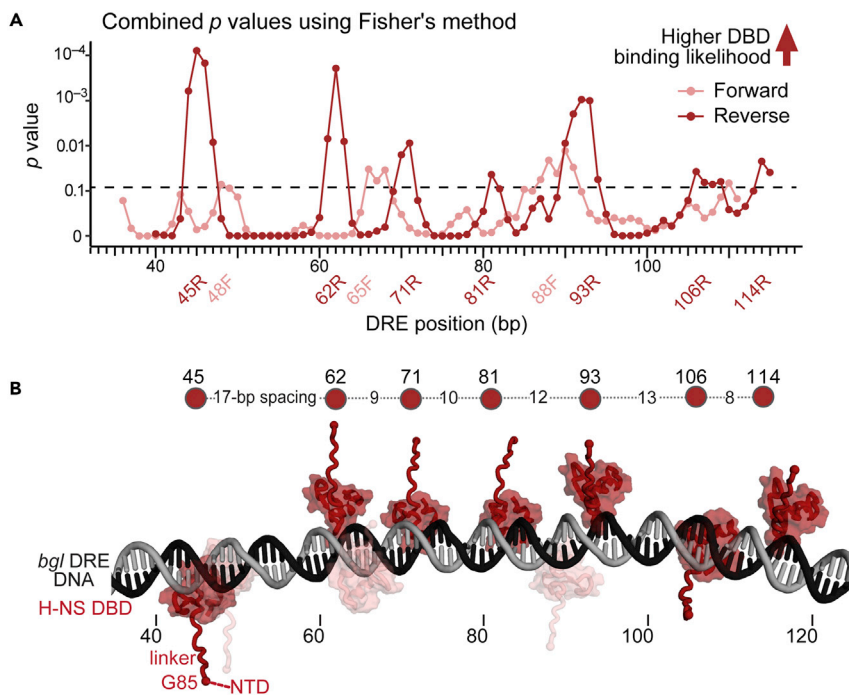 A
Combined p values using Fisher's method
Higher DBD
binding likelihood
Forward
Reverse
p value
10⁻⁴
10⁻³
0.01
0.1
0
40 60 80 100
45R 48F 62R 65F 71R 81R 88F 93R 106R 114R
DRE position (bp)
B
45 62 71 81 93 106 114
17-bp spacing 9 10 12 13 8
bgl DRE
DNA
H-NS DBD
40 60 80 100 120
linker
G85
NTD